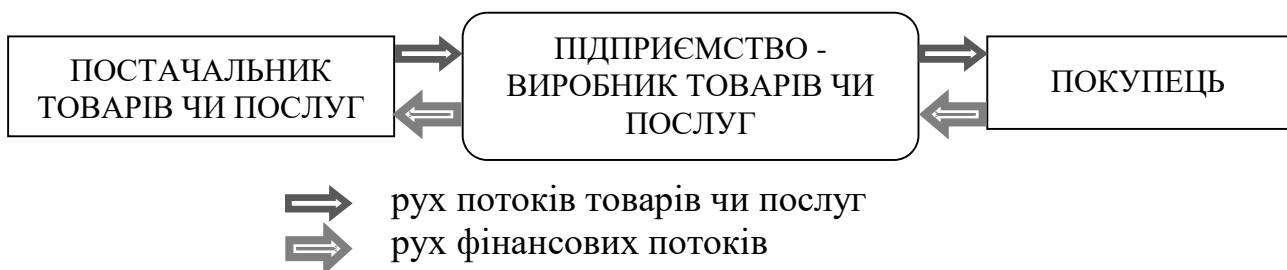 ПОСТАЧАЛЬНИК
ТОВАРІВ ЧИ ПОСЛУГ
ПІДПРИЄМСТВО -
ВИРОБНИК ТОВАРІВ ЧИ
ПОСЛУГ
ПОКУПЕЦЬ
рух потоків товарів чи послуг
рух фінансових потоків